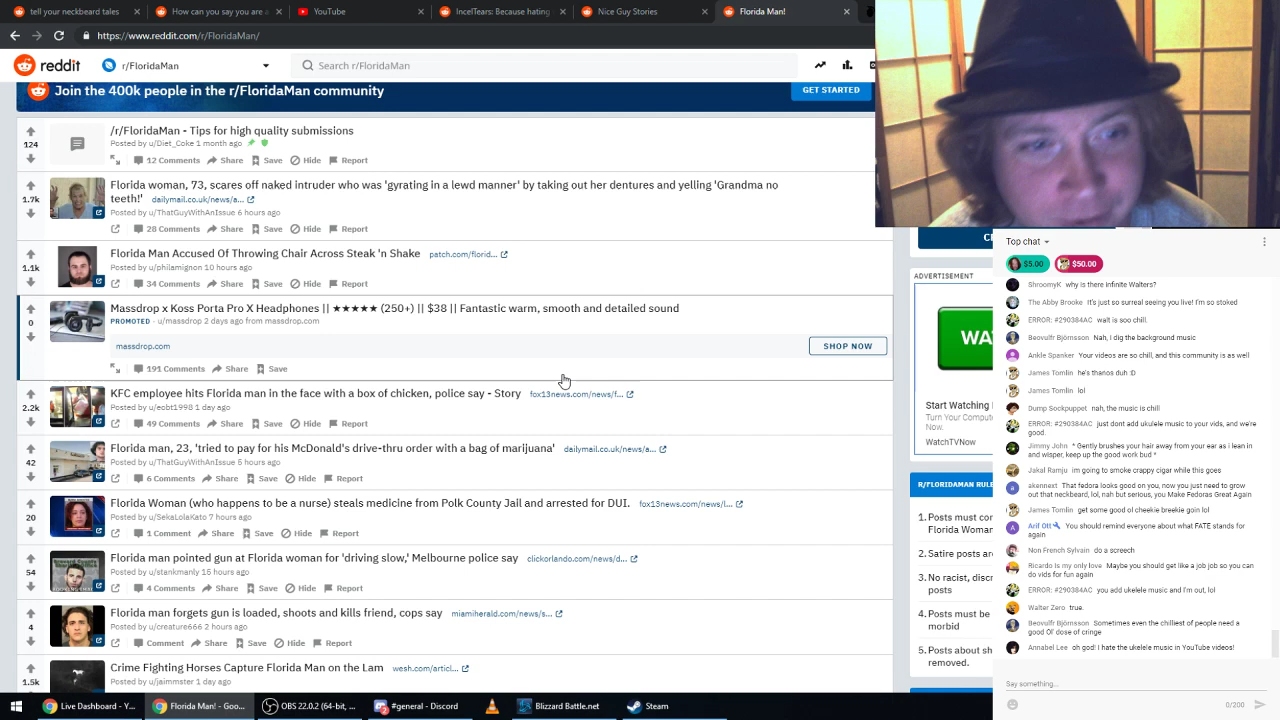 tell your neckbeard tales
How can you say you are a
YouTube
IncelTears: Because hating
Nice Guy Stories
Florida Man!
https://www.reddit.com/r/FloridaMan/
reddit
r/FloridaMan
Search r/FloridaMan
Join the 400k people in the r/FloridaMan community
GET STARTED
124
/r/FloridaMan - Tips for high quality submissions
Posted by u/Diet_Coke 1 month ago
12 Comments Share Save Hide Report
1.7k
Florida woman, 73, scares off naked intruder who was 'gyrating in a lewd manner' by taking out her dentures and yelling 'Grandma no
teeth!' dailymail.co.uk/news/a...
Posted by u/ThatGuyWithAnIssue 6 hours ago
28 Comments Share Save Hide Report
1.1k
Florida Man Accused Of Throwing Chair Across Steak 'n Shake patch.com/florid...
Posted by u/philamignon 10 hours ago
34 Comments Share Save Hide Report
0
Massdrop x Koss Porta Pro X Headphones || ★★★★★ (250+) || $38 || Fantastic warm, smooth and detailed sound
PROMOTED · u/massdrop 2 days ago from massdrop.com
massdrop.com
SHOP NOW
191 Comments Share Save
2.2k
KFC employee hits Florida man in the face with a box of chicken, police say - Story fox13news.com/news/f...
Posted by u/eobt1998 1 day ago
49 Comments Share Save Hide Report
42
Florida man, 23, 'tried to pay for his McDonald's drive-thru order with a bag of marijuana' dailymail.co.uk/news/a...
Posted by u/ThatGuyWithAnIssue 5 hours ago
6 Comments Share Save Hide Report
7
Florida Woman (who happens to be a nurse) steals medicine from Polk County Jail and arrested for DUI. fox13news.com/news/l...
Posted by u/SekaLolaKato 7 hours ago
1 Comment Share Save Hide Report
54
Florida man pointed gun at Florida woman for 'driving slow,' Melbourne police say clickorlando.com/news/d...
Posted by u/stankmanly 15 hours ago
4 Comments Share Save Hide Report
4
Florida man forgets gun is loaded, shoots and kills friend, cops say miamiherald.com/news/s...
Posted by u/creature666 2 hours ago
Comment Share Save Hide Report
1.5k
Crime Fighting Horses Capture Florida Man on the Lam wesh.com/articl...
Posted by u/jaimmster 1 day ago
C
ADVERTISEMENT
WA
Start Watching
Turn Your Compute
Now.
WatchTVNow
R/FLORIDAMAN RULE
1. Posts must con
Florida Woman
2. Satire posts are
3. No racist, discr
posts
4. Posts must be
morbid
5. Posts about sh
removed.
Top chat
$5.00
$50.00
ShroomyK why Is there Infinite Walters?
The Abby Brooke It's just so surreal seeing you live! I'm so stoked
ERROR: #290384AC walt is soo chill.
Beovulfr Björnsson Nah, I dig the background music
Ankle Spanker Your videos are so chill, and this community is as well
James Tomlin he's thanos duh :D
James Tomlin lol
Dump Sockpuppet nah, the music is chill
ERROR: #290384AC just dont add ukulele music to your vids, and we're
good.
Jimmy John * Gently brushes your hair away from your ear as i lean in
and wisper, keep up the good work bud *
Jakal Ramju im going to smoke crappy cigar while this goes
akennext That fedora looks good on you, now you just need to grow
out that neckbeard, lol, nah but serious, you Make Fedoras Great Again
James Tomlin get some good ol cheekie breekie goin lol
Arif Ott You should remind everyone about what FATE stands for
again
Non French Sylvain do a screech
Ricardo is my only love Maybe you should get like a job job so you can
do vids for fun again
ERROR: #290384AC you add ukelele music and I'm out, lol
Walter Zero true.
Beovulfr Björnsson Sometimes even the chilliest of people need a
good Ol' dose of cringe
Annabel Lee oh god! I hate the ukelele music in YouTube videos!
Say something...
0/200
Live Dashboard - Y...
Florida Man! - Goo...
OBS 22.0.2 (64-bit, ...
#general - Discord
Blizzard Battle.net
Steam